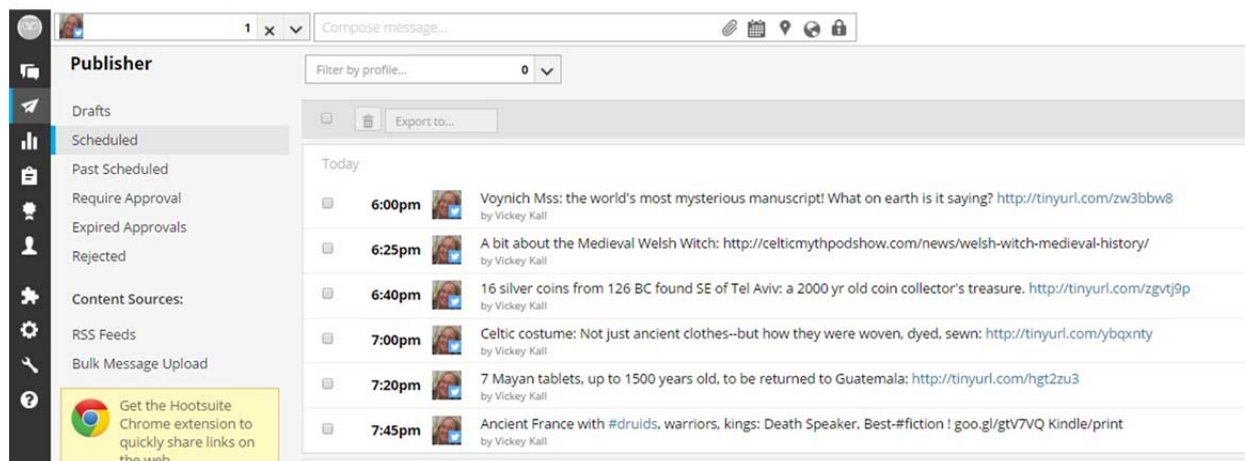 1
Compose message...
Publisher
Filter by profile...
0
Drafts
Export to...
Scheduled
Past Scheduled
Require Approval
Expired Approvals
Rejected
Content Sources:
RSS Feeds
Bulk Message Upload
Get the Hootsuite
Chrome extension to
quickly share links on
the web
Today
6:00pm
Voynich Mss: the world's most mysterious manuscript! What on earth is it saying? http://tinyurl.com/zw3bbw8
by Vickey Kall
6:25pm
A bit about the Medieval Welsh Witch: http://celticmythpodshow.com/news/welsh-witch-medieval-history/
by Vickey Kall
6:40pm
16 silver coins from 126 BC found SE of Tel Aviv: a 2000 yr old coin collector's treasure. http://tinyurl.com/zgvtj9p
by Vickey Kall
7:00pm
Celtic costume: Not just ancient clothes--but how they were woven, dyed, sewn: http://tinyurl.com/ybqxnty
by Vickey Kall
7:20pm
7 Mayan tablets, up to 1500 years old, to be returned to Guatemala: http://tinyurl.com/hgt2zu3
by Vickey Kall
7:45pm
Ancient France with #druids, warriors, kings: Death Speaker, Best-#fiction ! goo.gl/gtV7VQ Kindle/print
by Vickey Kall